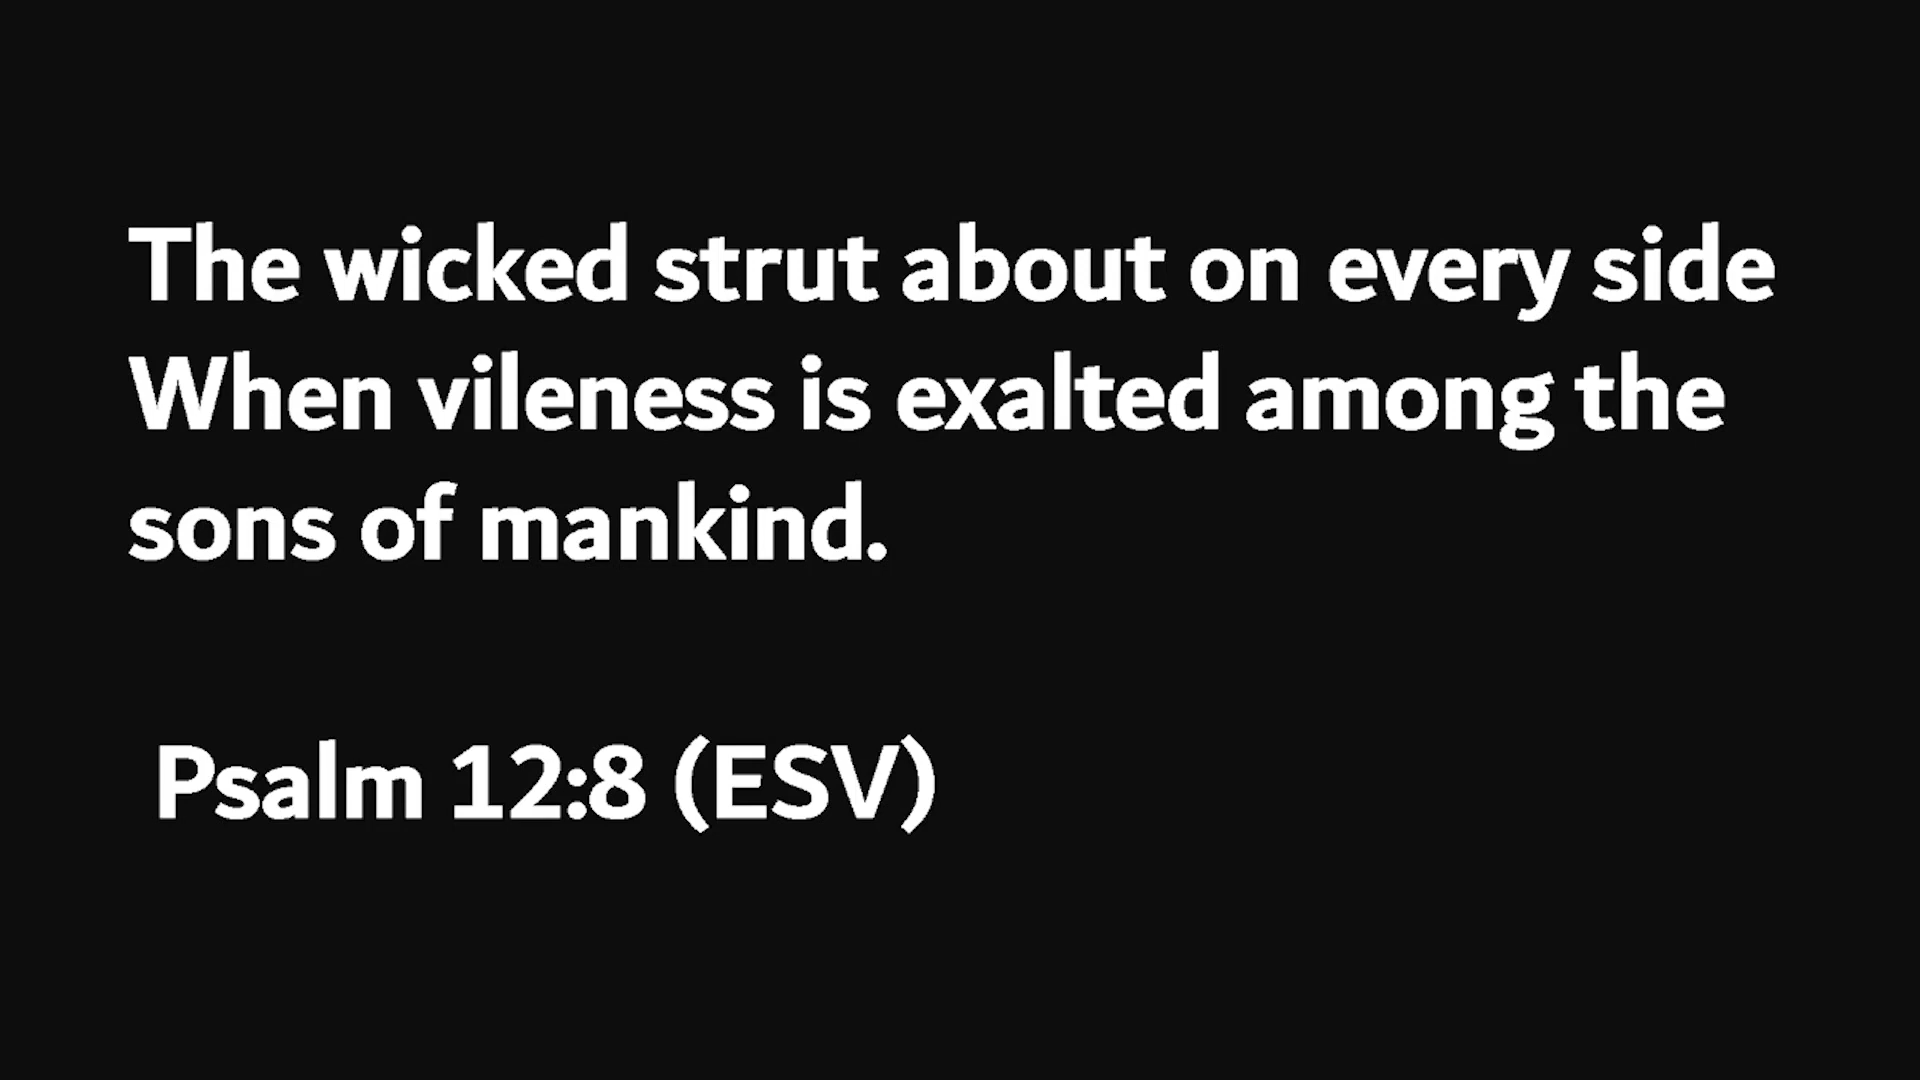 The wicked strut about on every side
When vileness is exalted among the
sons of mankind.
Psalm 12:8 (ESV)